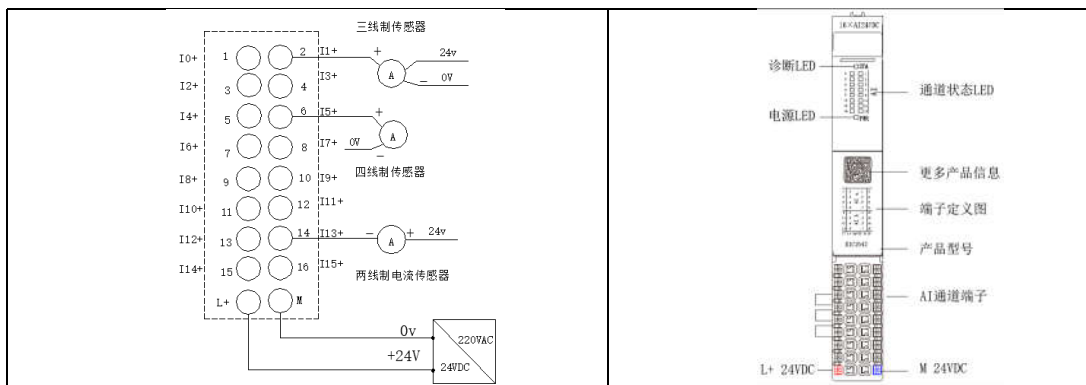 三线制传感器
I0+ 1 2 I1+ + A 24v
- 0V
I2+ 3 4 I3+
I4+ 5 6 I5+ + A
I6+ 7 8 I7+ 0V -
四线制传感器
I8+ 9 10 I9+
I10+ 11 12 I11+
I12+ 13 14 I13+ - A + 24v
I14+ 15 16 I15+
两线制电流传感器
L+ M
0v
+24V
220VAC
24VDC
诊断LED
电源LED
通道状态LED
更多产品信息
端子定义图
产品型号
AI通道端子
L+ 24VDC
M 24VDC